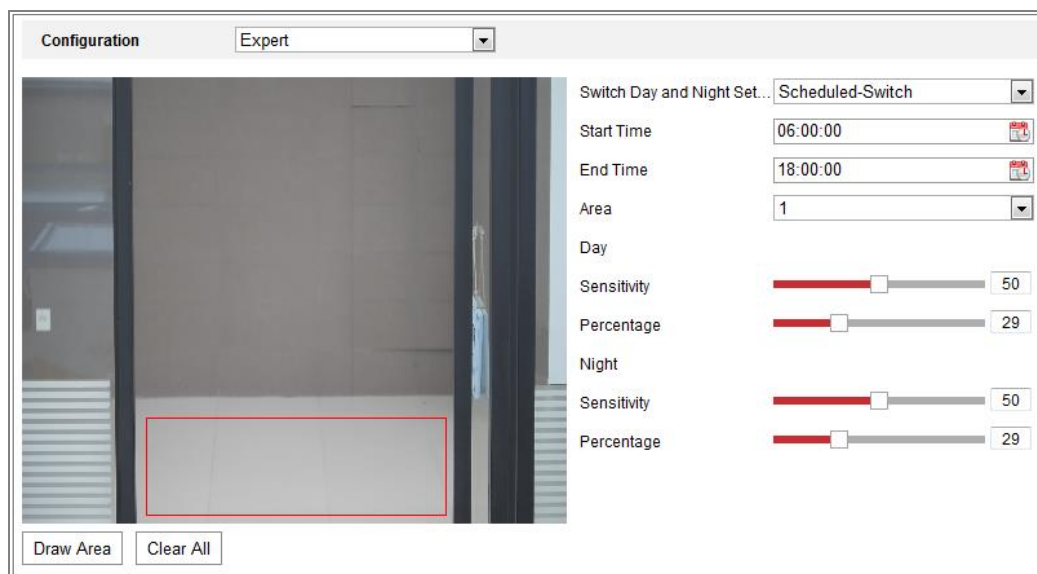 Configuration Expert
Switch Day and Night Set... Scheduled-Switch
Start Time 06:00:00
End Time 18:00:00
Area 1
Day
Sensitivity 50
Percentage 29
Night
Sensitivity 50
Percentage 29
Draw Area Clear All